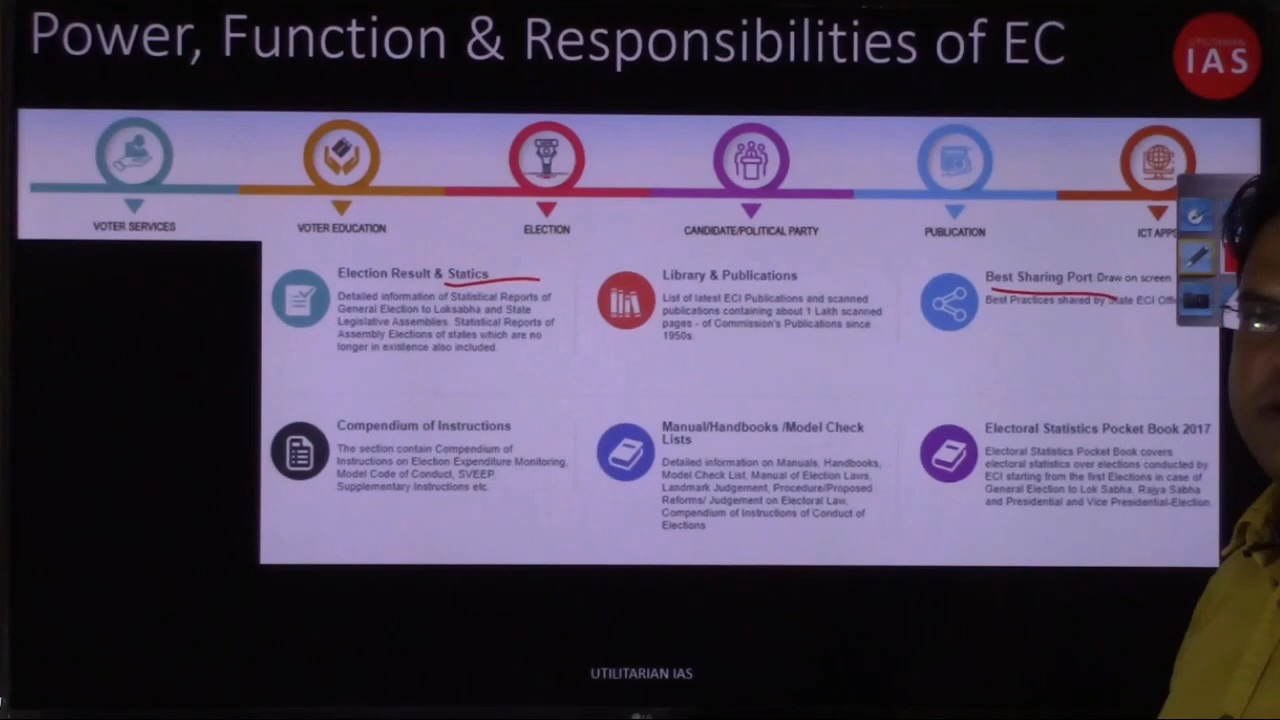 Power, Function & Responsibilities of EC
UTILITARIAN
IAS
VOTER SERVICES
VOTER EDUCATION
ELECTION
CANDIDATE/POLITICAL PARTY
PUBLICATION
ICT APPS
Election Result & Statics
Detailed information of Statistical Reports of
General Election to Loksabha and State
Legislative Assemblies. Statistical Reports of
Assembly Elections of states which are no
longer in existence also included.
Library & Publications
List of latest ECI Publications and scanned
publications containing about 1 Lakh scanned
pages - of Commission's Publications since
1950s.
Best Sharing Port Draw on screen
Best Practices shared by State ECI Offi
Compendium of Instructions
The section contain Compendium of
Instructions on Election Expenditure Monitoring,
Model Code of Conduct, SVEEP,
Supplementary Instructions etc.
Manual/Handbooks /Model Check
Lists
Detailed information on Manuals, Handbooks,
Model Check List, Manual of Election Laws,
Landmark Judgement, Procedure/Proposed
Reforms/ Judgement on Electoral Law,
Compendium of Instructions of Conduct of
Elections
Electoral Statistics Pocket Book 2017
Electoral Statistics Pocket Book covers
electoral statistics over elections conducted by
ECI starting from the first Elections in case of
General Election to Lok Sabha, Rajya Sabha
and Presidential and Vice Presidential-Election.
UTILITARIAN IAS